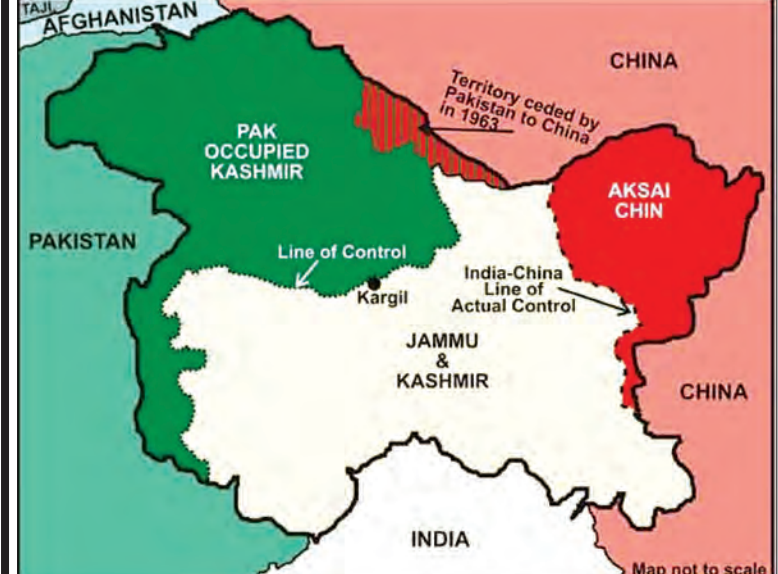 TAJI.
AFGHANISTAN
CHINA
Territory ceded by
Pakistan to China
in 1963
PAK
OCCUPIED
KASHMIR
AKSAI
CHIN
PAKISTAN
Line of Control
India-China
Line of
Actual Control
Kargil
JAMMU
&
KASHMIR
CHINA
INDIA
Map not to scale